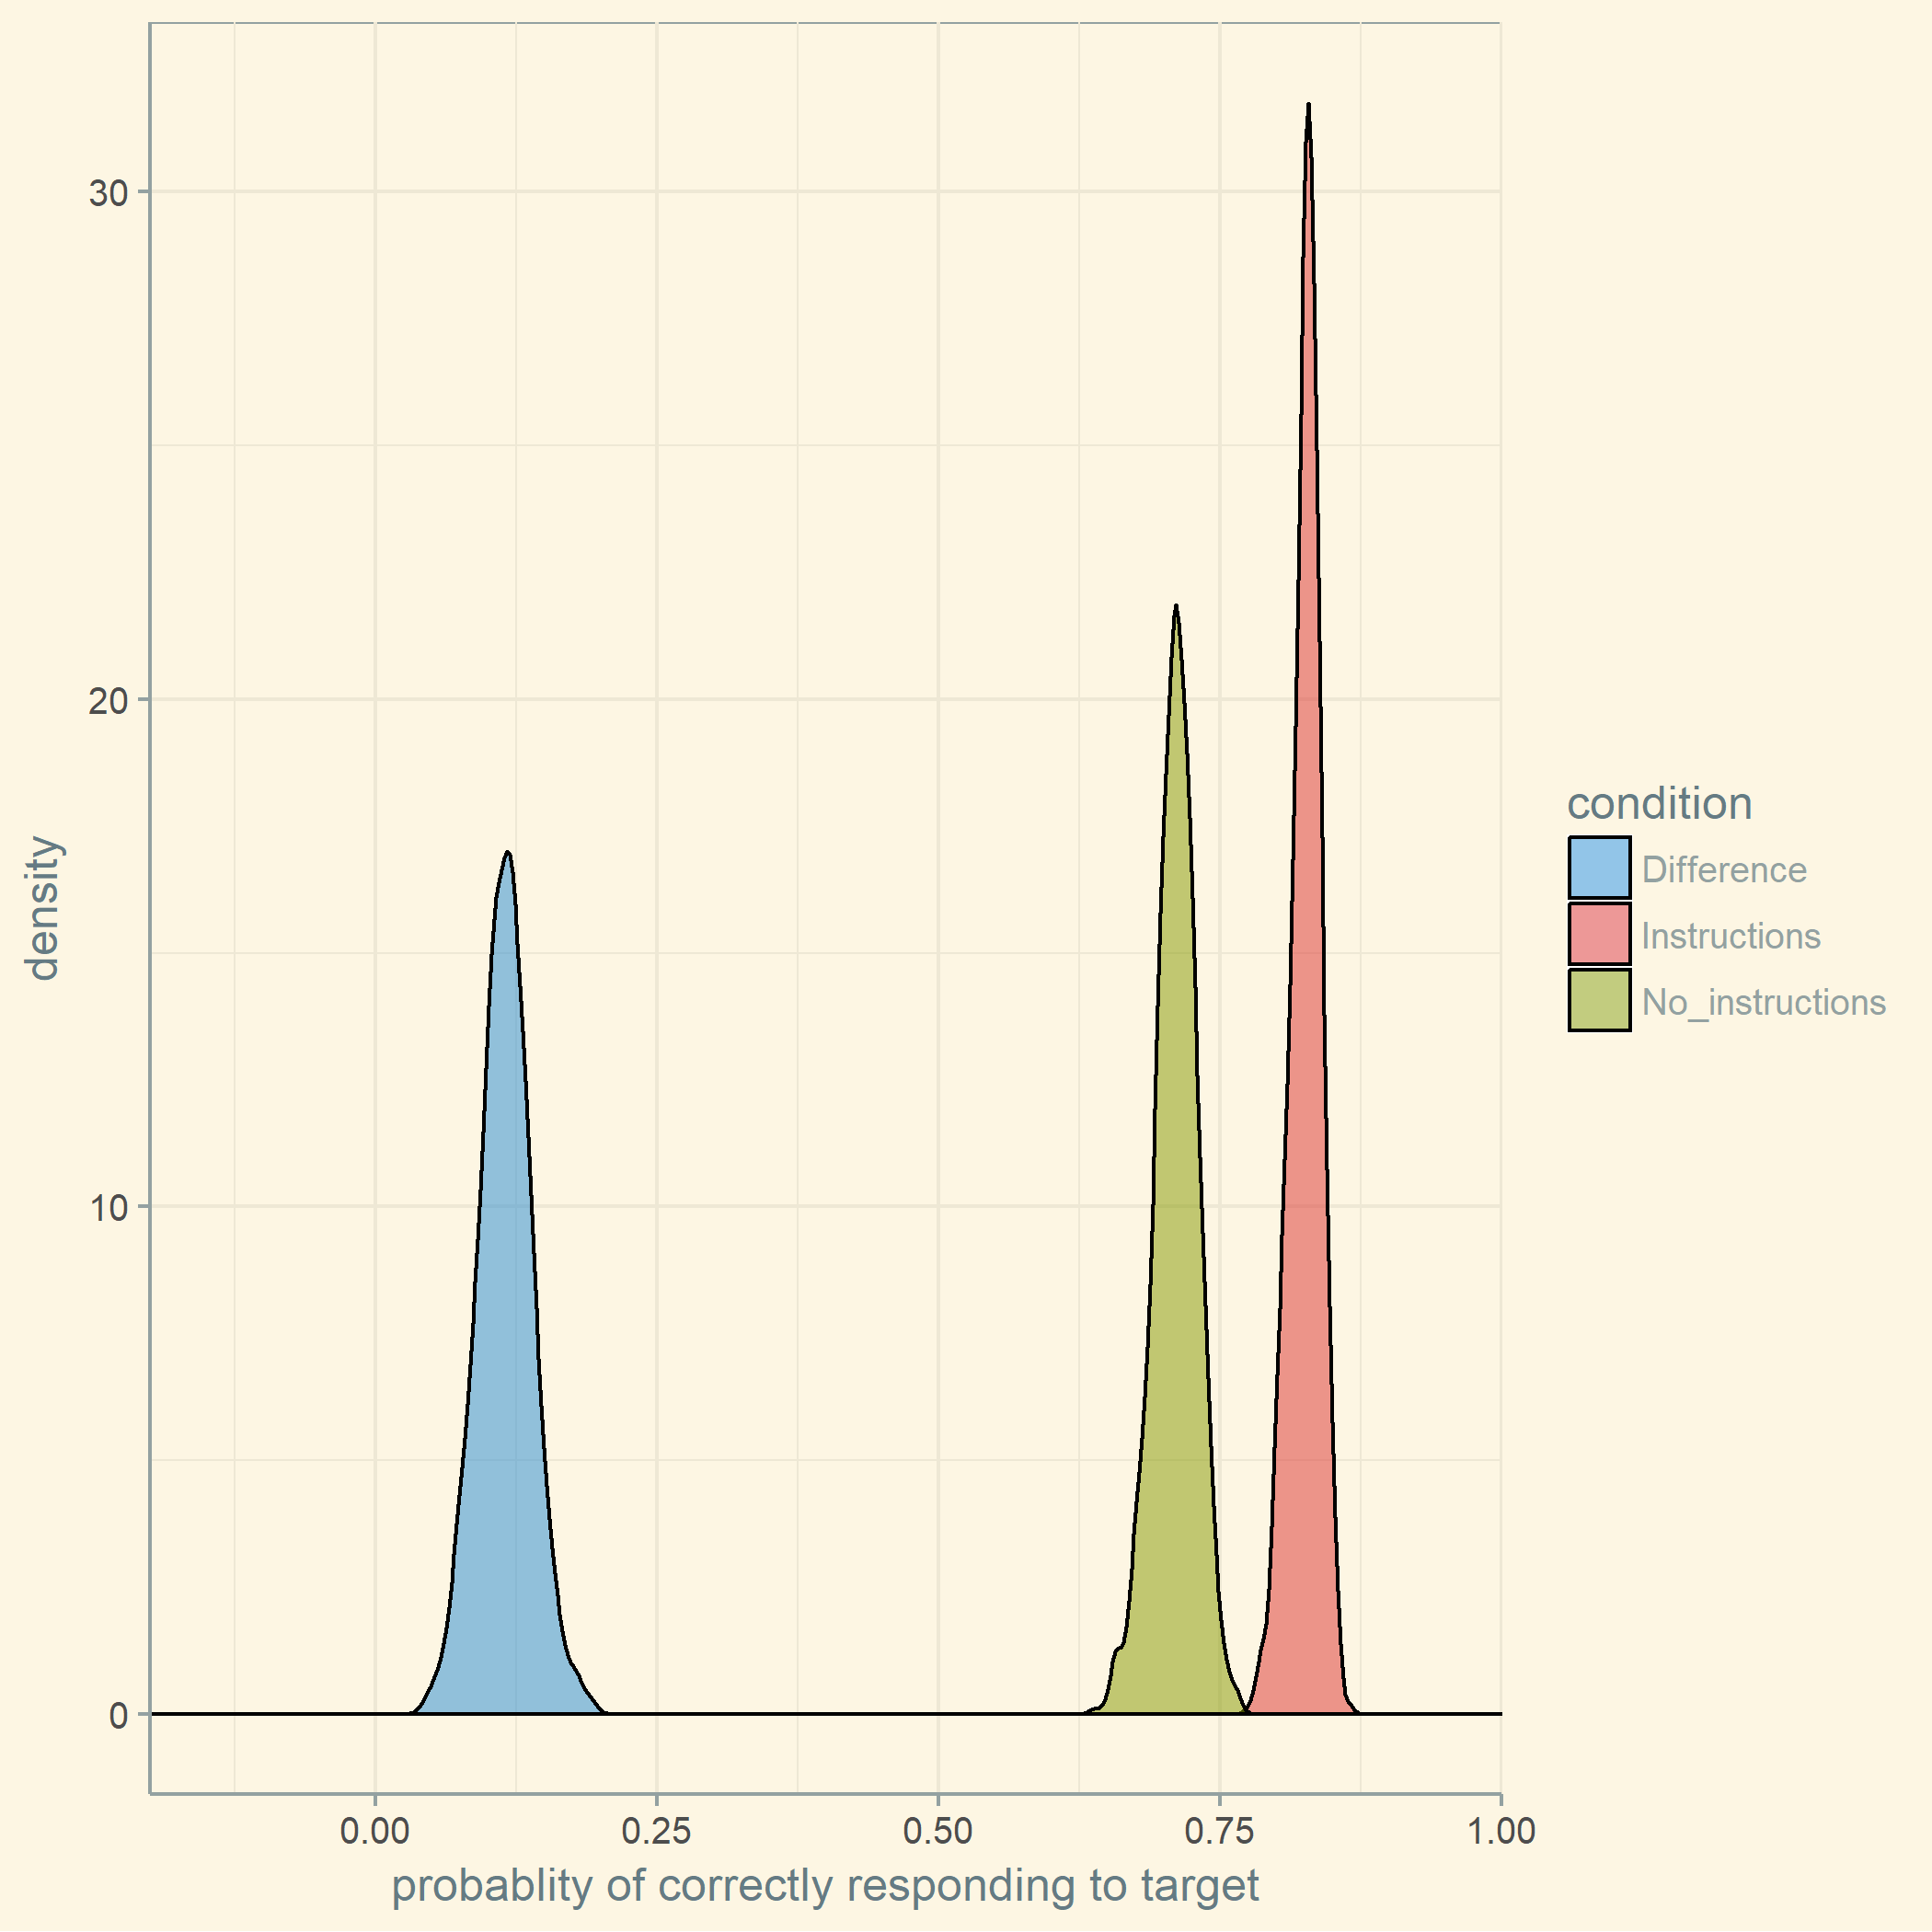 30
20
10
0
density
0.00 0.25 0.50 0.75 1.00
probablity of correctly responding to target
condition
Difference
Instructions
No_instructions